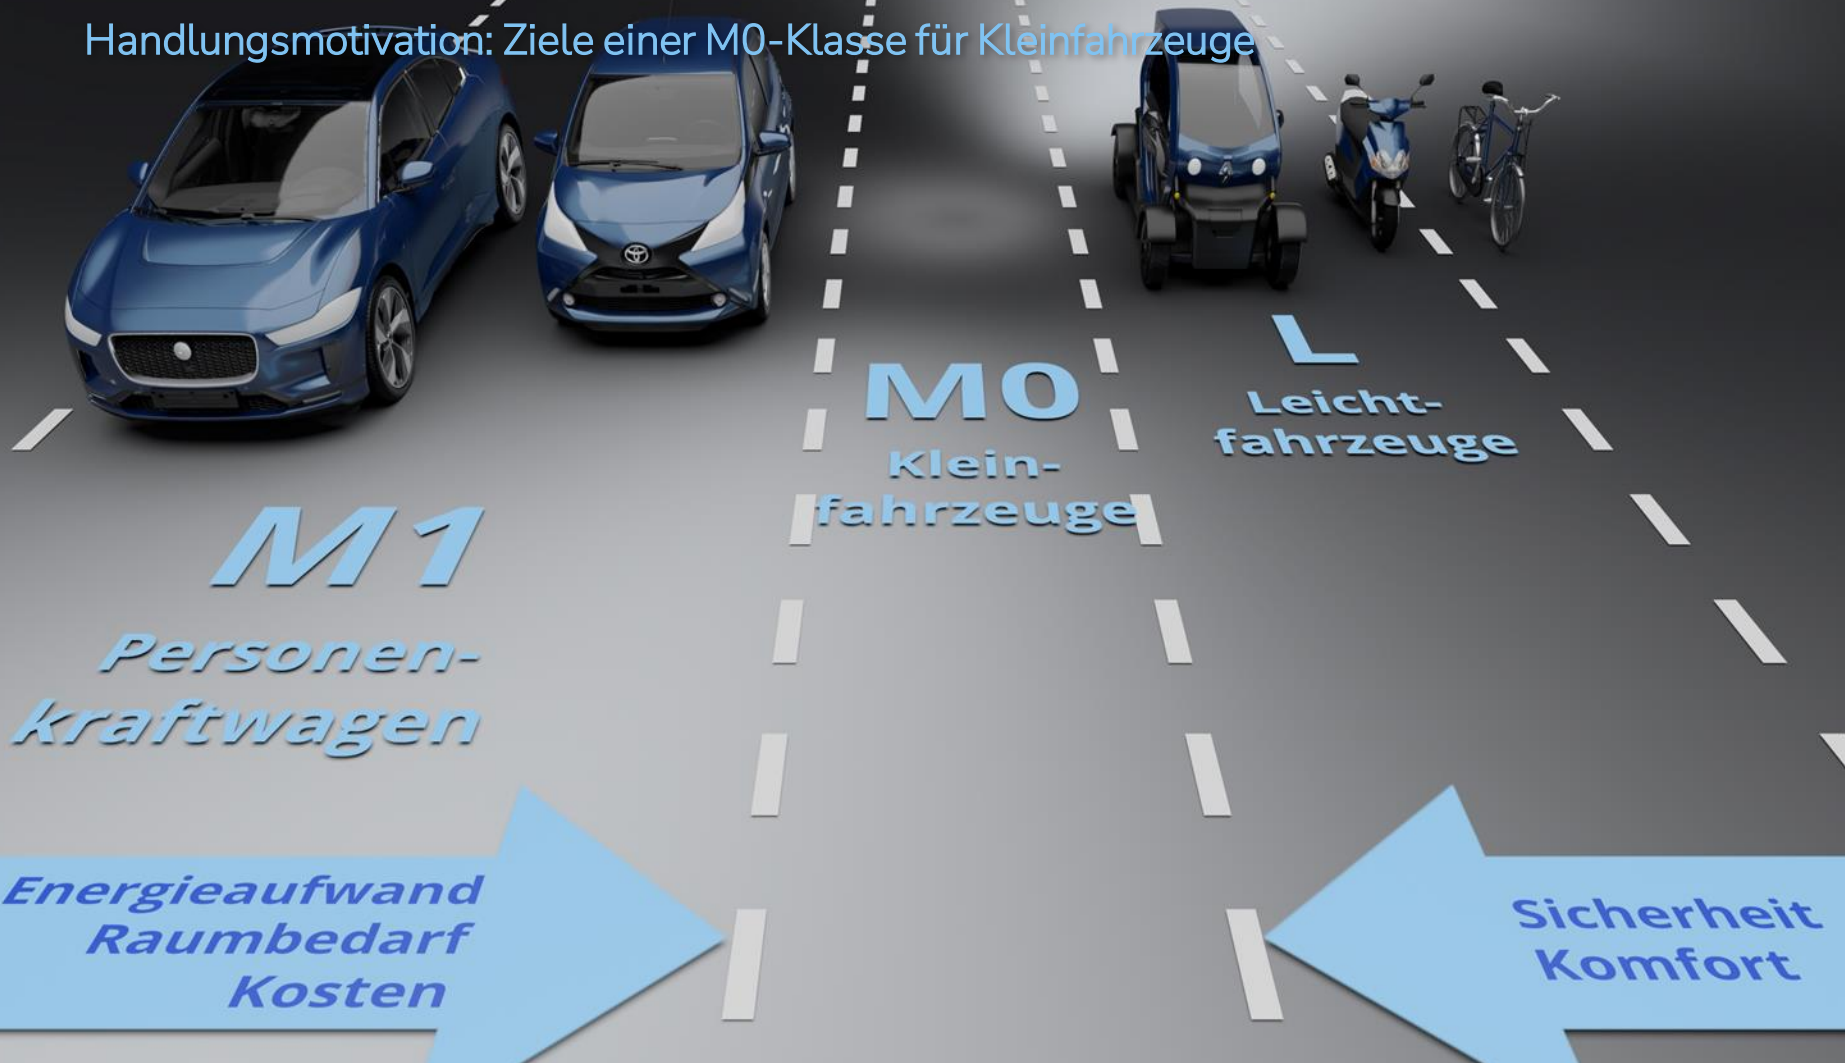 Handlungsmotivation: Ziele einer M0-Klasse für Kleinfahrzeuge
M1
Personen-
kraftwagen
M0
Klein-
fahrzeuge
L
Leicht-
fahrzeuge
Energieaufwand
Raumbedarf
Kosten
Sicherheit
Komfort